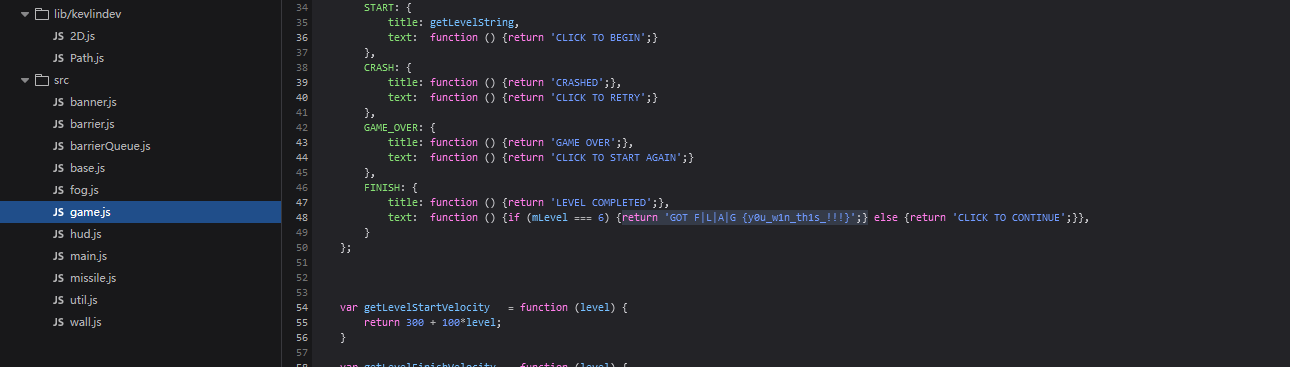 lib/kevlindev
JS 2D.js
JS Path.js
src
JS banner.js
JS barrier.js
JS barrierQueue.js
JS base.js
JS fog.js
JS game.js
JS hud.js
JS main.js
JS missile.js
JS util.js
JS wall.js
34 START: {
35 title: getLevelString,
36 text: function () {return 'CLICK TO BEGIN';}
37 },
38 CRASH: {
39 title: function () {return 'CRASHED';},
40 text: function () {return 'CLICK TO RETRY';}
41 },
42 GAME_OVER: {
43 title: function () {return 'GAME OVER';},
44 text: function () {return 'CLICK TO START AGAIN';}
45 },
46 FINISH: {
47 title: function () {return 'LEVEL COMPLETED';},
48 text: function () {if (mLevel === 6) {return 'GOT F|L|A|G {y0u_w1n_th1s_!!!}';} else {return 'CLICK TO CONTINUE';}},
49 }
50 };
51
52
53
54 var getLevelStartVelocity = function (level) {
55 return 300 + 100*level;
56 }
57
58 var getLevelFinishVelocity = function (level) {